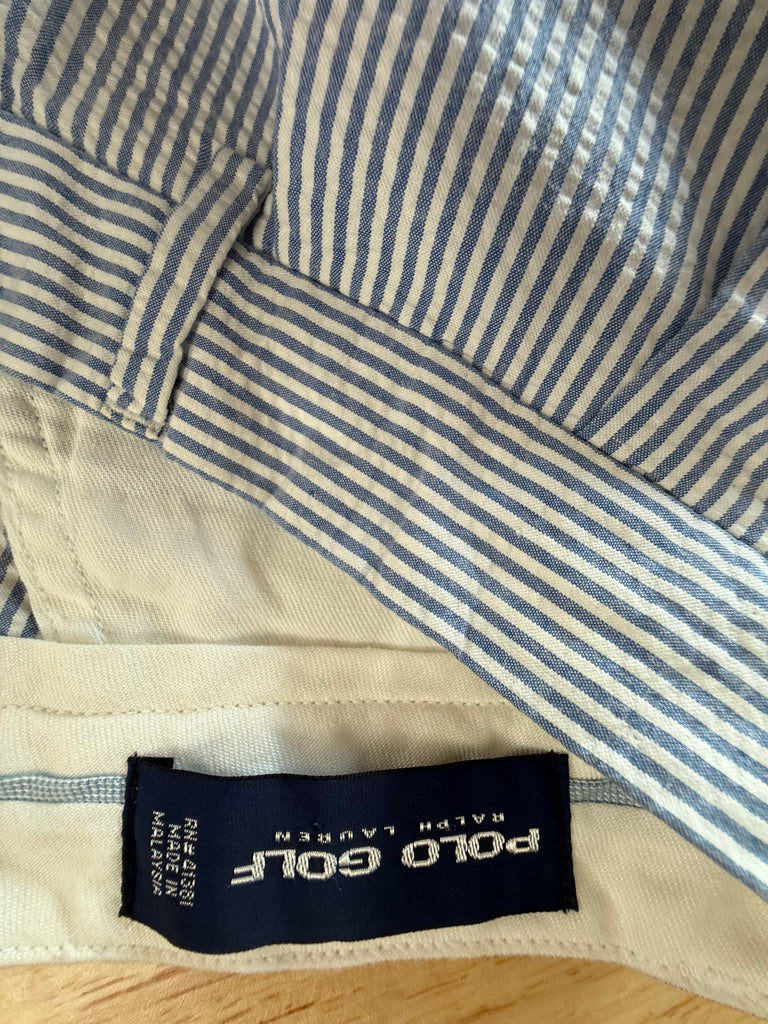 POLO GOLF
RALPH LAUREN
RN#41381
MADE IN
MALAYSIA